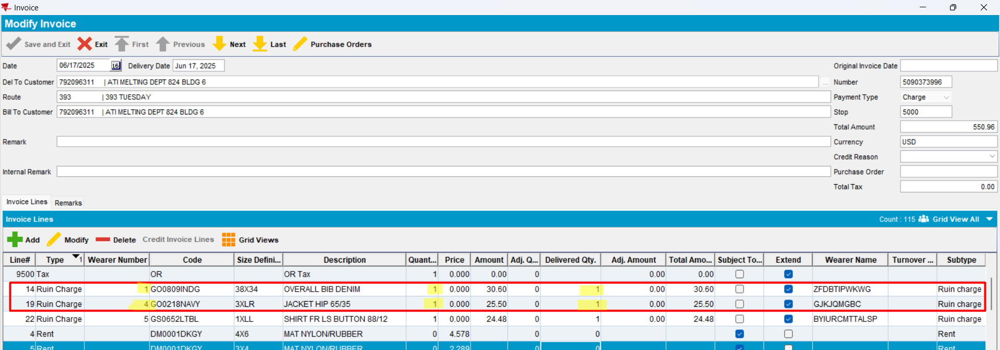 Invoice
Modify Invoice
Save and Exit Exit First Previous Next Last Purchase Orders
Date 06/17/2025 16 Delivery Date Jun 17, 2025 Original Invoice Date
Del To Customer 792096311 | ATI MELTING DEPT 824 BLDG 6 ... Number 5090373996
Route 393 | 393 TUESDAY Payment Type Charge
Bill To Customer 792096311 | ATI MELTING DEPT 824 BLDG 6 Stop 5000
Total Amount 550.96
Remark Currency USD
Credit Reason
Internal Remark Purchase Order
Total Tax 0.00
Invoice Lines Remarks
Invoice Lines Count : 115 Grid View All
Add Modify Delete Credit Invoice Lines Grid Views
Line# Type 1 Wearer Number Code Size Defini... Description Quant... Price Amount Adj. Q... Delivered Qty. Adj. Amount Total Amo... Subject To... Extend Wearer Name Turnover ... Subtype
9500 Tax OR OR Tax 1 0.000 0.00 0 0.00 0.00
14 Ruin Charge 1 GO0809INDG 38X34 OVERALL BIB DENIM 1 0.000 30.60 0 1 0.00 30.60 ZFDBTIPWKWG Ruin charge
19 Ruin Charge 4 GO0218NAVY 3XLR JACKET HIP 65/35 1 0.000 25.50 0 1 0.00 25.50 GJKJQMGBC Ruin charge
22 Ruin Charge 5 GS0652LTBL 1XLL SHIRT FR LS BUTTON 88/12 1 0.000 24.48 0 1 0.00 24.48 BYIURCMTTALSP Ruin charge
4 Rent DM0001DKGY 4X6 MAT NYLON/RUBBER 0 4.578 0 0 Rent
5 Rent DM0001DKGY 3X4 MAT NYLON/RUBBER 0 2.289 0 0 Rent